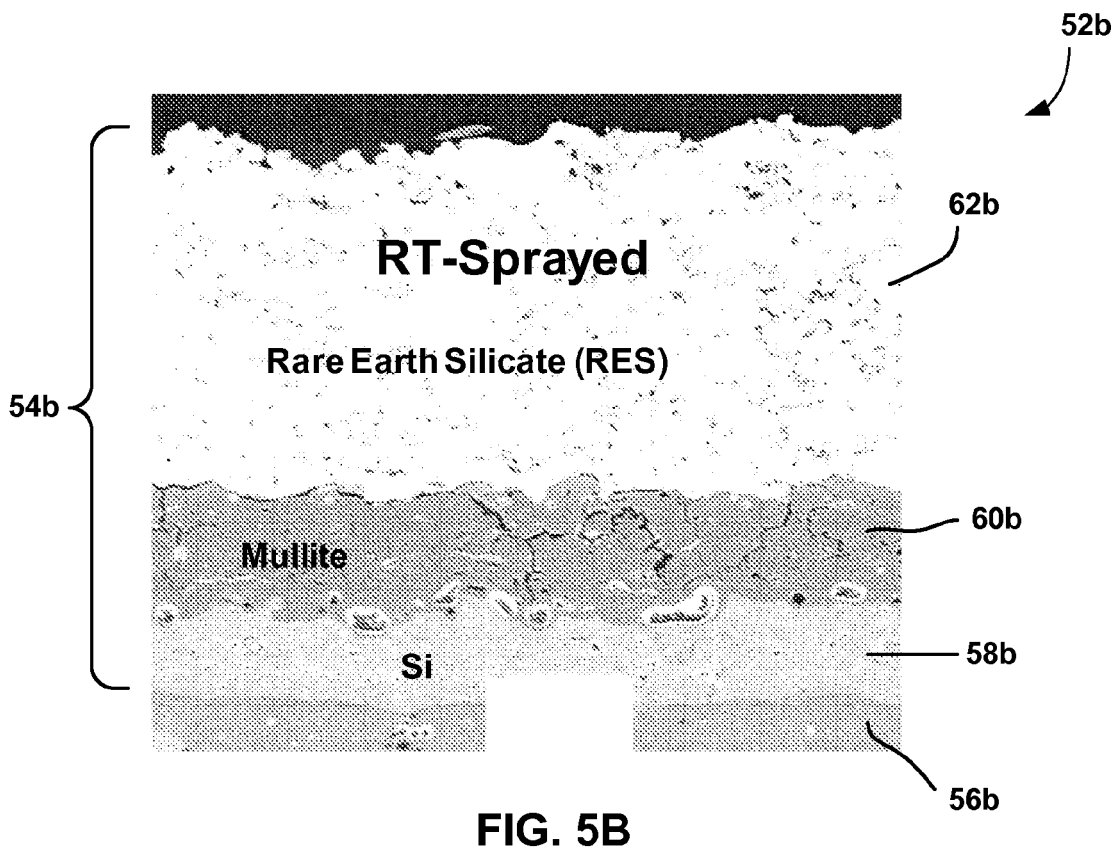 52b
62b
RT-Sprayed
Rare Earth Silicate (RES)
54b
60b
Mullite
58b
Si
56b
FIG. 5B